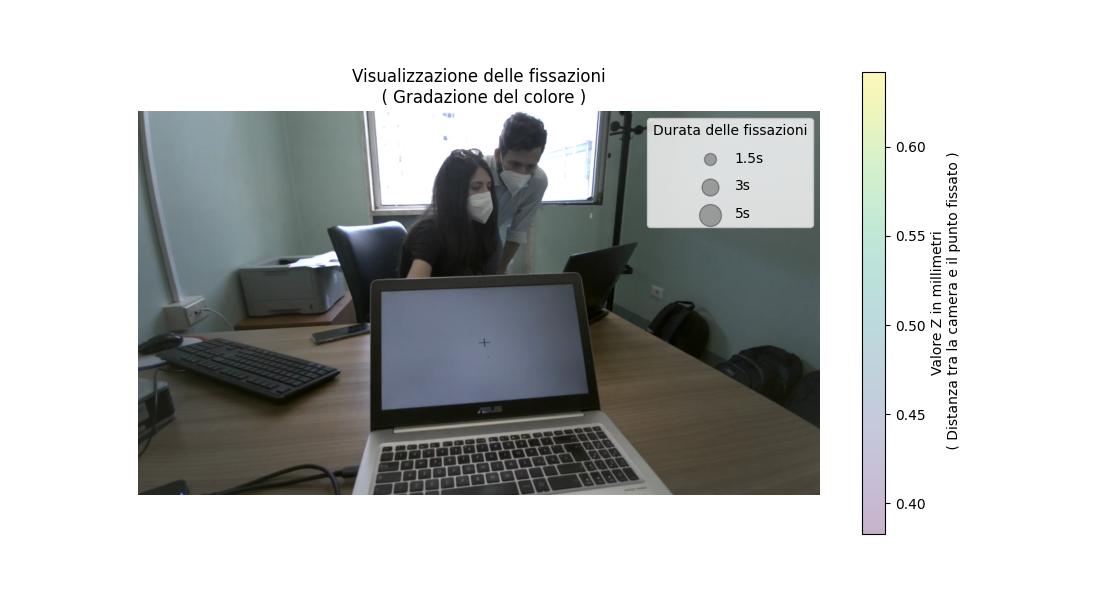 Visualizzazione delle fissazioni
( Gradazione del colore )
Durata delle fissazioni
1.5s
3s
5s
ASUS
0.60
0.55
0.50
0.45
0.40
Valore Z in millimetri
( Distanza tra la camera e il punto fissato )